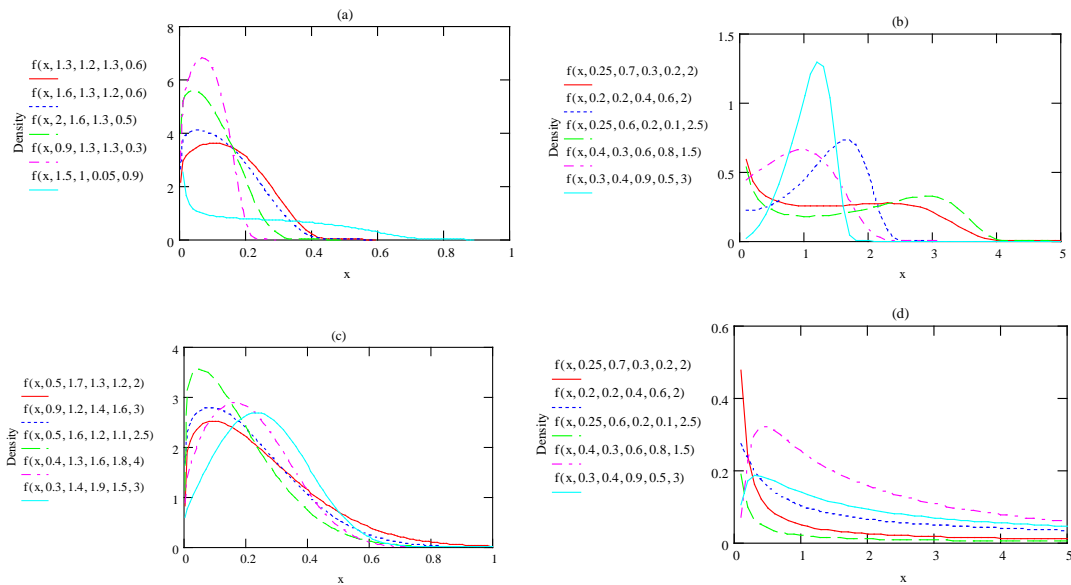 (a)
f(x, 1.3, 1.2, 1.3, 0.6)
f(x, 1.6, 1.3, 1.2, 0.6)
f(x, 2, 1.6, 1.3, 0.5)
f(x, 0.9, 1.3, 1.3, 0.3)
f(x, 1.5, 1, 0.05, 0.9)
Density
8
6
4
2
0
0
0.2
0.4
0.6
0.8
1
x
(b)
f(x, 0.25, 0.7, 0.3, 0.2, 2)
f(x, 0.2, 0.2, 0.4, 0.6, 2)
f(x, 0.25, 0.6, 0.2, 0.1, 2.5)
f(x, 0.4, 0.3, 0.6, 0.8, 1.5)
f(x, 0.3, 0.4, 0.9, 0.5, 3)
Density
1.5
1
0.5
0
0
1
2
3
4
5
x
(c)
f(x, 0.5, 1.7, 1.3, 1.2, 2)
f(x, 0.9, 1.2, 1.4, 1.6, 3)
f(x, 0.5, 1.6, 1.2, 1.1, 2.5)
f(x, 0.4, 1.3, 1.6, 1.8, 4)
f(x, 0.3, 1.4, 1.9, 1.5, 3)
Density
4
3
2
1
0
0
0.2
0.4
0.6
0.8
1
x
(d)
f(x, 0.25, 0.7, 0.3, 0.2, 2)
f(x, 0.2, 0.2, 0.4, 0.6, 2)
f(x, 0.25, 0.6, 0.2, 0.1, 2.5)
f(x, 0.4, 0.3, 0.6, 0.8, 1.5)
f(x, 0.3, 0.4, 0.9, 0.5, 3)
Density
0.6
0.4
0.2
0
0
1
2
3
4
5
x